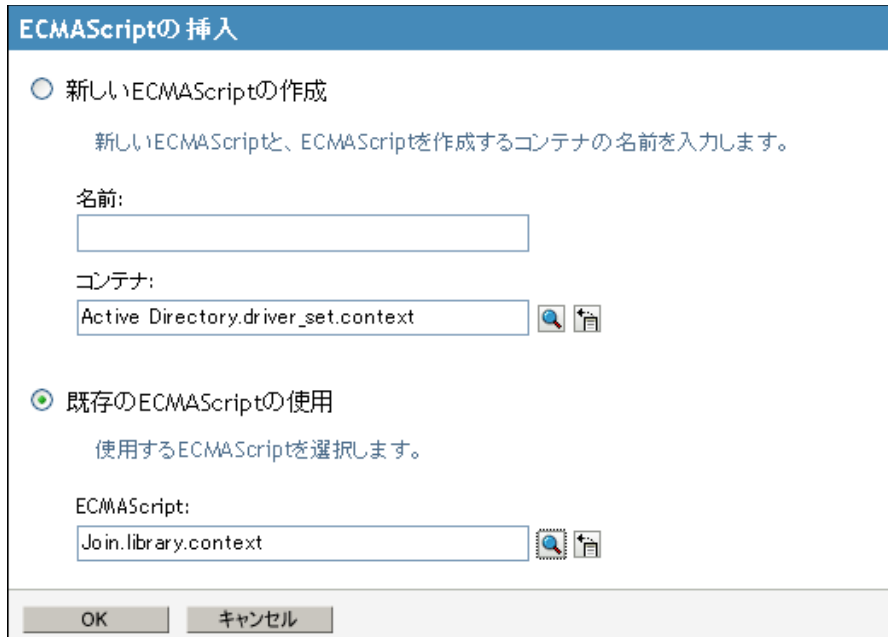 ECMAScriptの挿入
新しいECMAScriptの作成
新しいECMAScriptと、ECMAScriptを作成するコンテナの名前を入力します。
名前:
コンテナ:
Active Directory.driver_set.context
既存のECMAScriptの使用
使用するECMAScriptを選択します。
ECMAScript:
Join.library.context
OK キャンセル